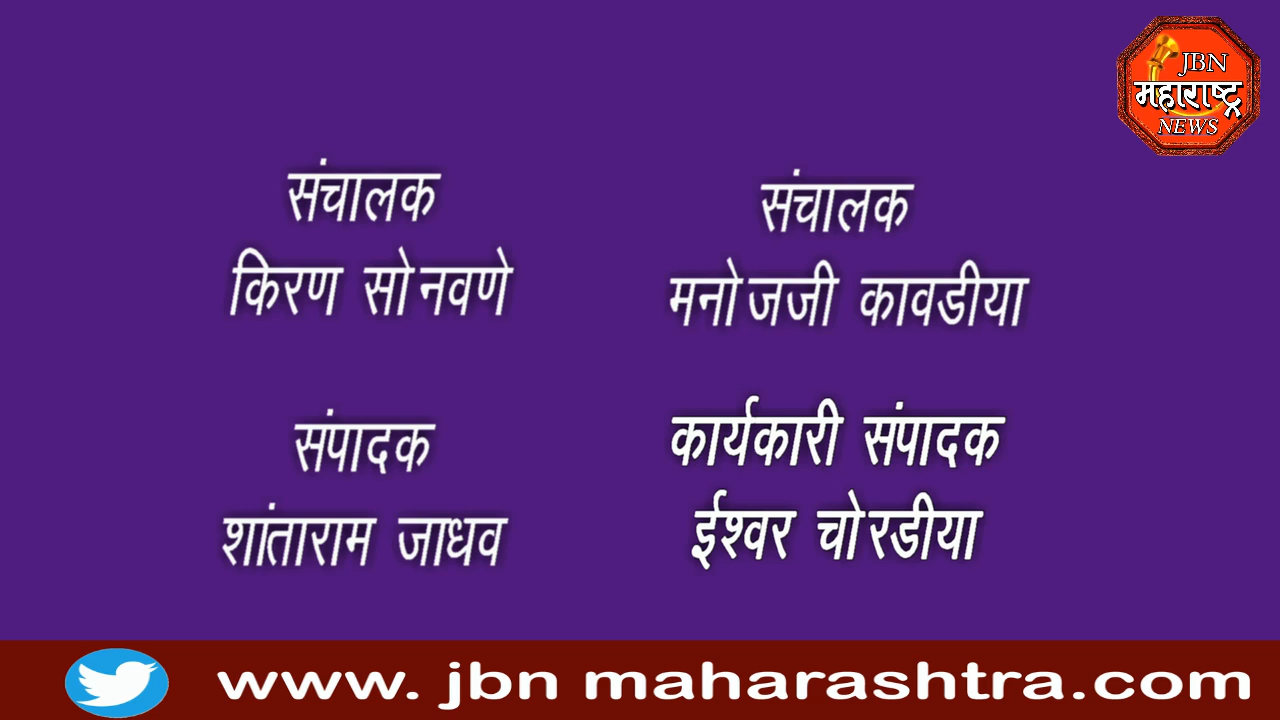 JBN
महाराष्ट्र
NEWS
संचालक
किरण सोनवणे
संचालक
मनोजजी कावडीया
संपादक
शांताराम जाधव
कार्यकारी संपादक
ईश्वर चोरडीया
www. jbn maharashtra.com